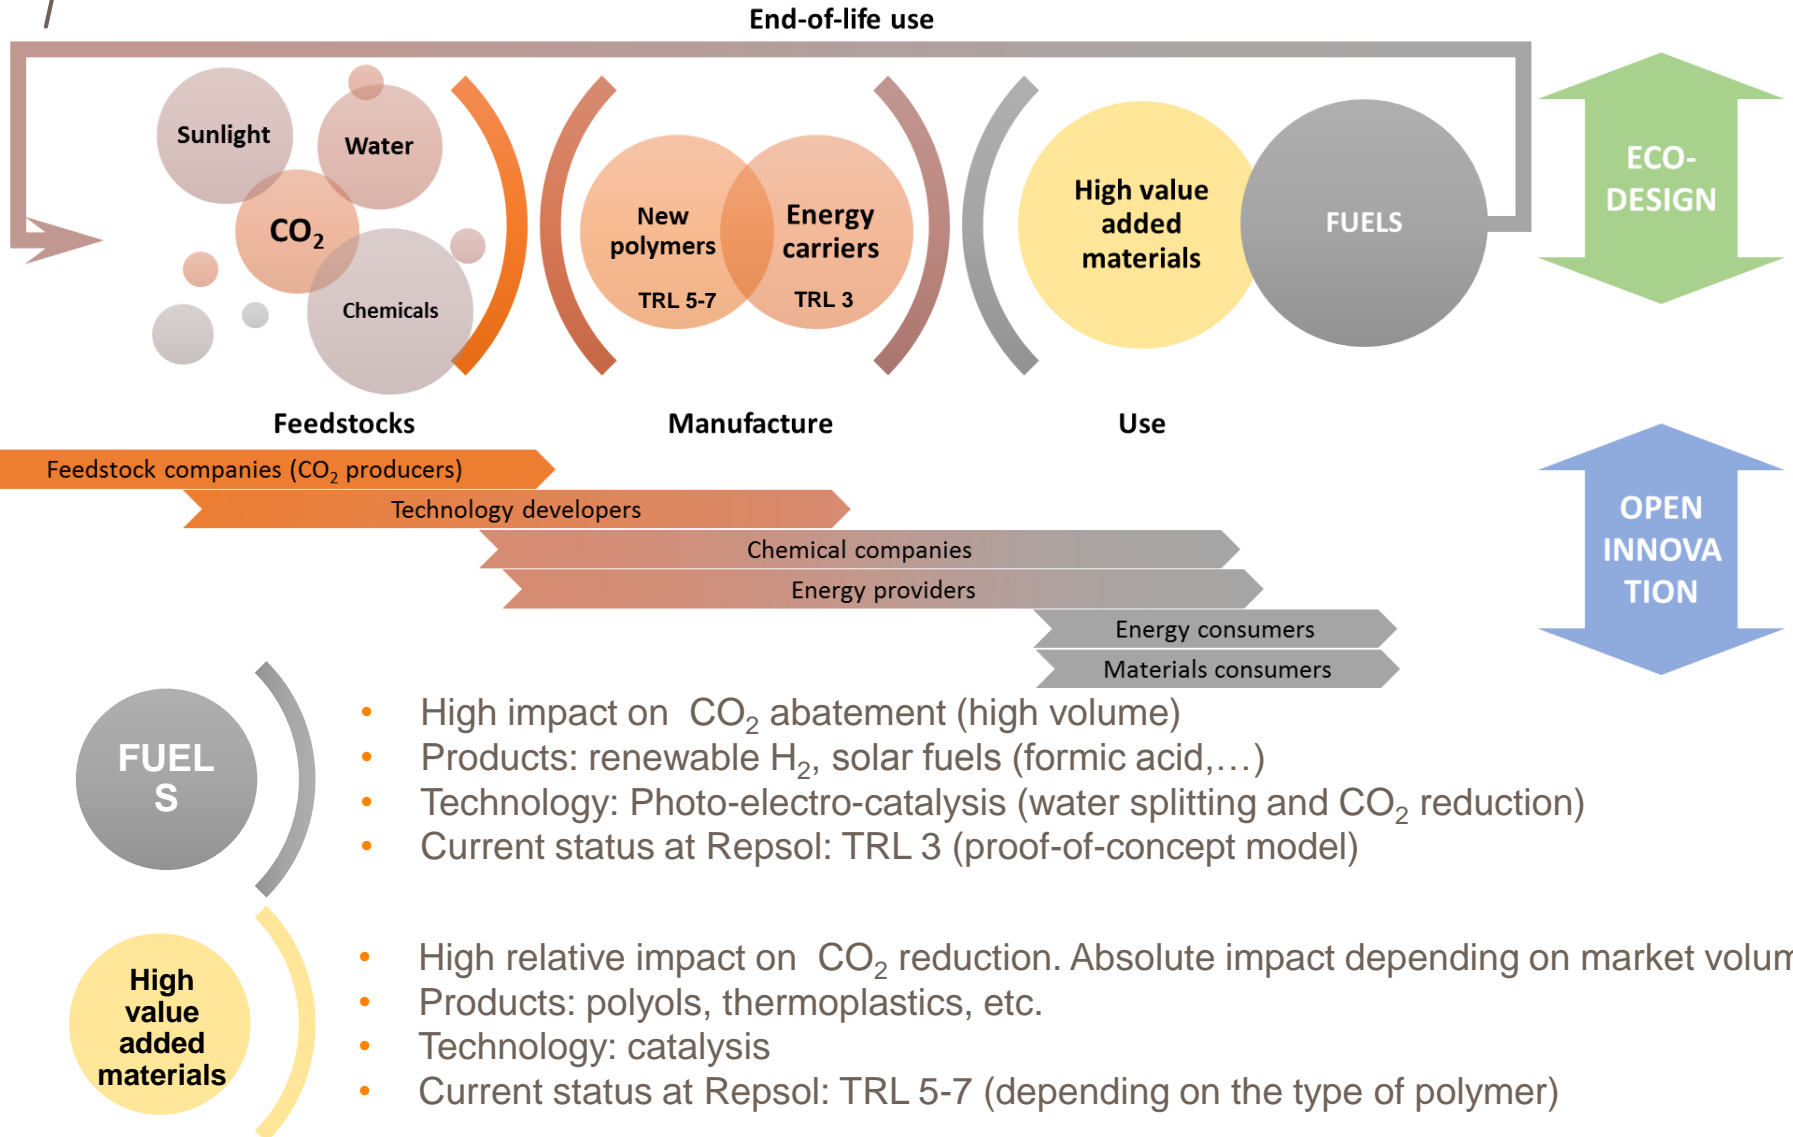 End-of-life use
Sunlight
Water
CO₂
Chemicals
New
polymers
TRL 5-7
Energy
carriers
TRL 3
High value
added
materials
FUELS
ECO-
DESIGN
Feedstocks
Manufacture
Use
Feedstock companies (CO₂ producers)
Technology developers
Chemical companies
Energy providers
Energy consumers
Materials consumers
OPEN
INNOVA
TION
FUEL
S
• High impact on CO₂ abatement (high volume)
• Products: renewable H₂, solar fuels (formic acid,…)
• Technology: Photo-electro-catalysis (water splitting and CO₂ reduction)
• Current status at Repsol: TRL 3 (proof-of-concept model)
High
value
added
materials
• High relative impact on CO₂ reduction. Absolute impact depending on market volum
• Products: polyols, thermoplastics, etc.
• Technology: catalysis
• Current status at Repsol: TRL 5-7 (depending on the type of polymer)